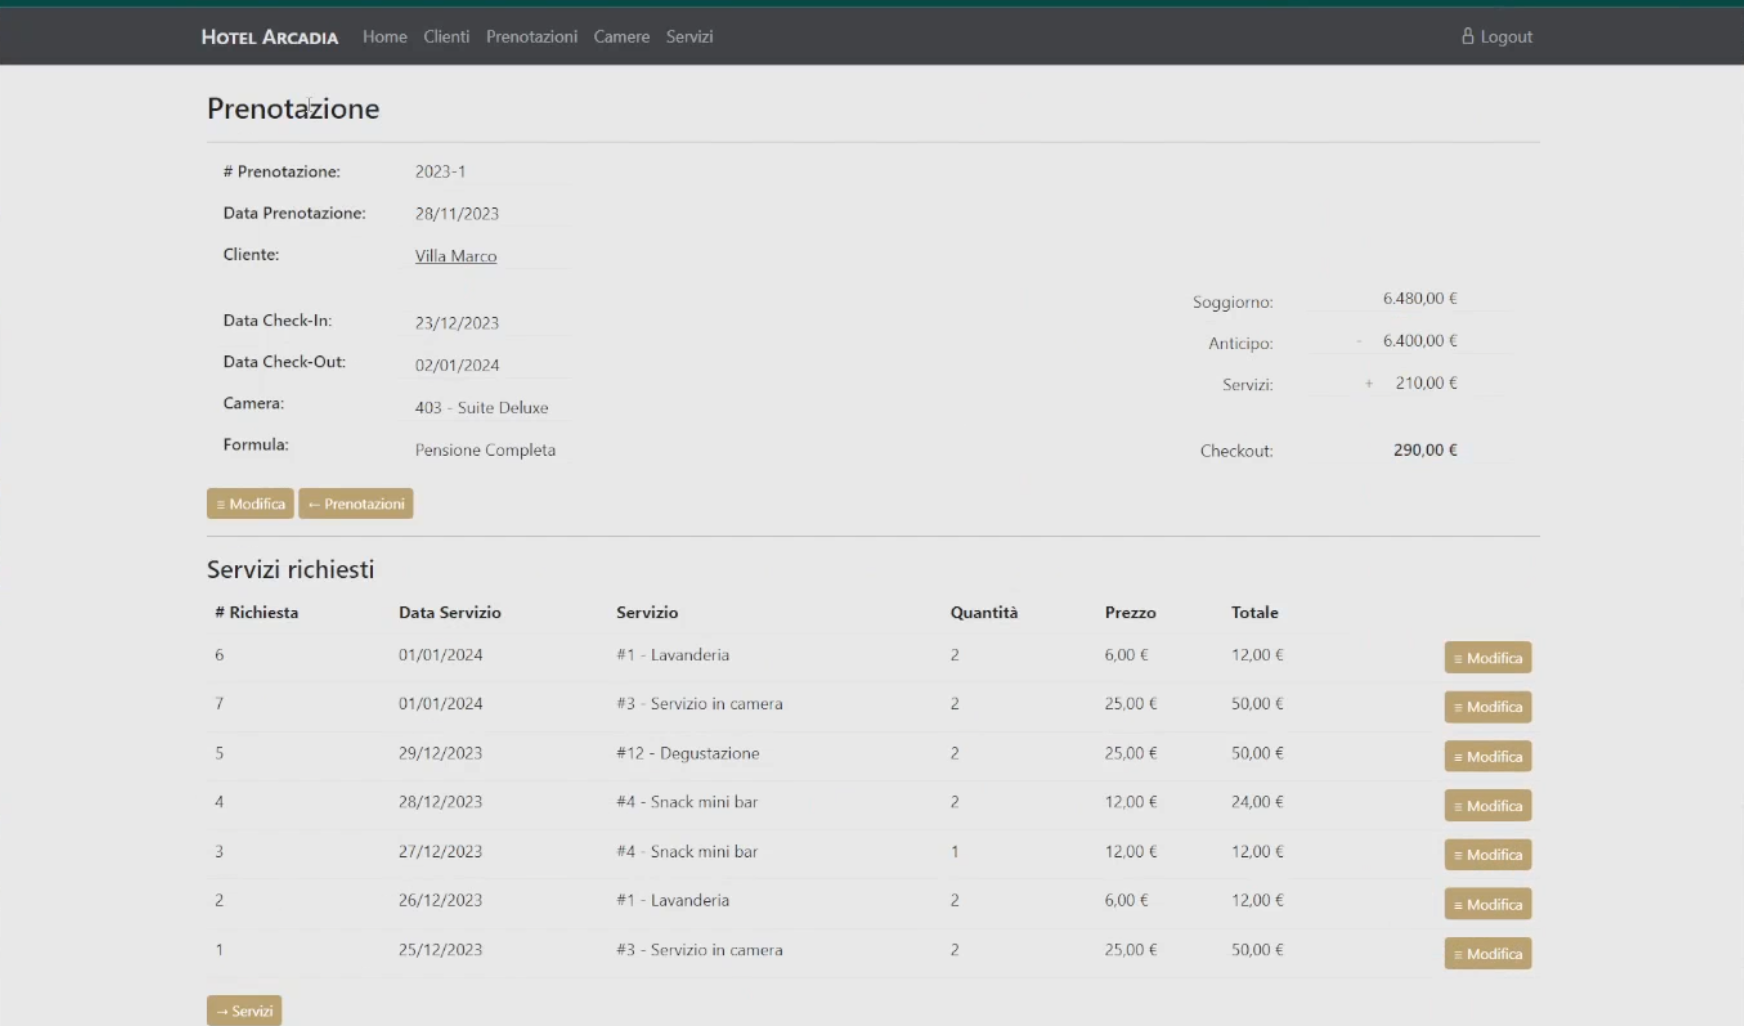 HOTEL ARCADIA Home Clienti Prenotazioni Camere Servizi Logout
Prenotazione
# Prenotazione: 2023-1
Data Prenotazione: 28/11/2023
Cliente: Villa Marco
Data Check-In: 23/12/2023
Data Check-Out: 02/01/2024
Camera: 403 - Suite Deluxe
Formula: Pensione Completa
Soggiorno: 6.480,00 €
Anticipo: - 6.400,00 €
Servizi: + 210,00 €
Checkout: 290,00 €
≡ Modifica ← Prenotazioni
Servizi richiesti
# Richiesta Data Servizio Servizio Quantità Prezzo Totale
6 01/01/2024 #1 - Lavanderia 2 6,00 € 12,00 € ≡ Modifica
7 01/01/2024 #3 - Servizio in camera 2 25,00 € 50,00 € ≡ Modifica
5 29/12/2023 #12 - Degustazione 2 25,00 € 50,00 € ≡ Modifica
4 28/12/2023 #4 - Snack mini bar 2 12,00 € 24,00 € ≡ Modifica
3 27/12/2023 #4 - Snack mini bar 1 12,00 € 12,00 € ≡ Modifica
2 26/12/2023 #1 - Lavanderia 2 6,00 € 12,00 € ≡ Modifica
1 25/12/2023 #3 - Servizio in camera 2 25,00 € 50,00 € ≡ Modifica
→ Servizi